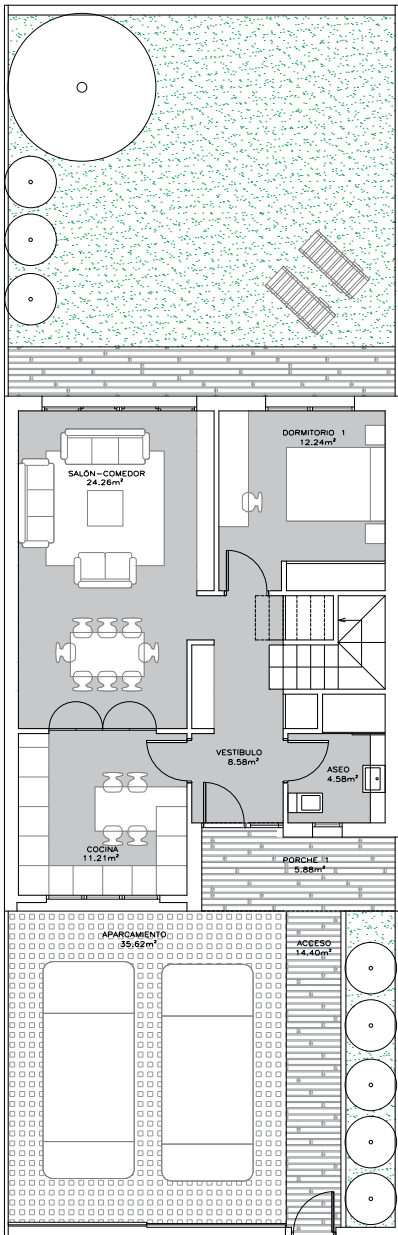 DORMITORIO 1
12.24m²
SALÓN-COMEDOR
24.26m²
VESTÍBULO
8.58m²
ASEO
4.58m²
COCINA
11.21m²
PORCHE 1
5.88m²
APARCAMIENTO
35.62m²
ACCESO
14.40m²